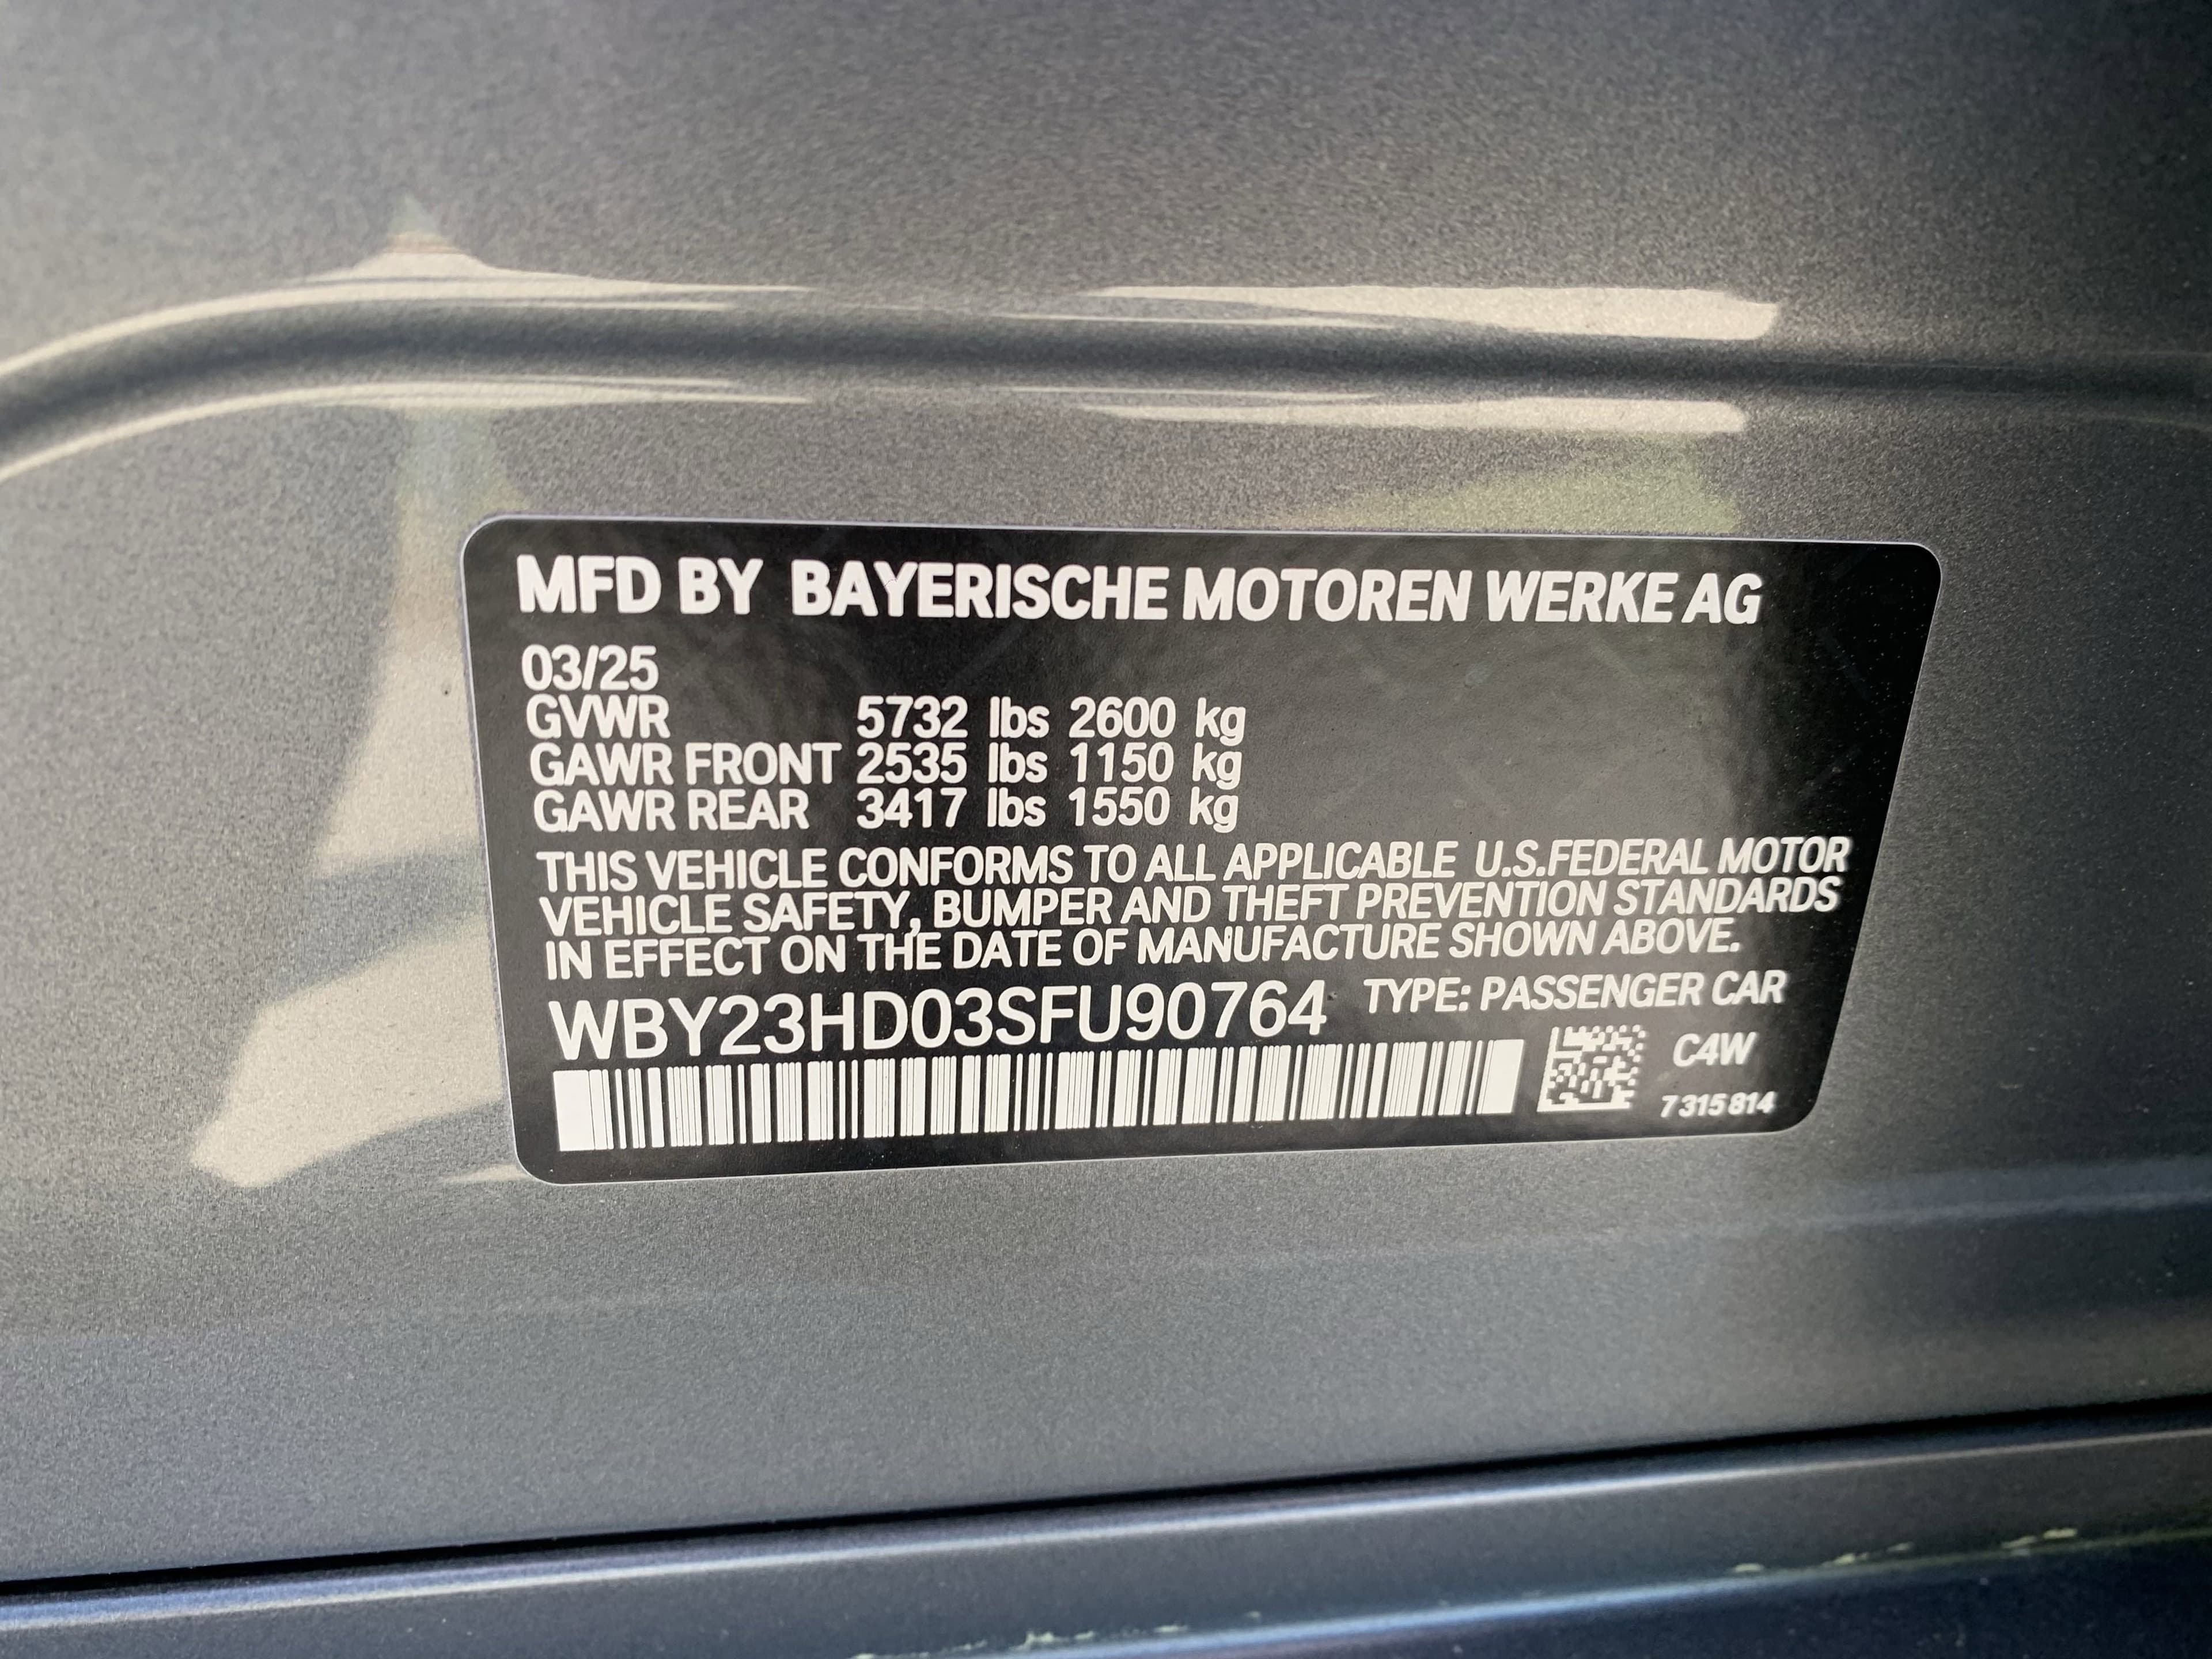 MFD BY BAYERISCHE MOTOREN WERKE AG
03/25
GVWR 5732 lbs 2600 kg
GAWR FRONT 2535 lbs 1150 kg
GAWR REAR 3417 lbs 1550 kg
THIS VEHICLE CONFORMS TO ALL APPLICABLE U.S.FEDERAL MOTOR
VEHICLE SAFETY, BUMPER AND THEFT PREVENTION STANDARDS
IN EFFECT ON THE DATE OF MANUFACTURE SHOWN ABOVE.
WBY23HD03SFU90764 TYPE: PASSENGER CAR
C4W
7 315 814